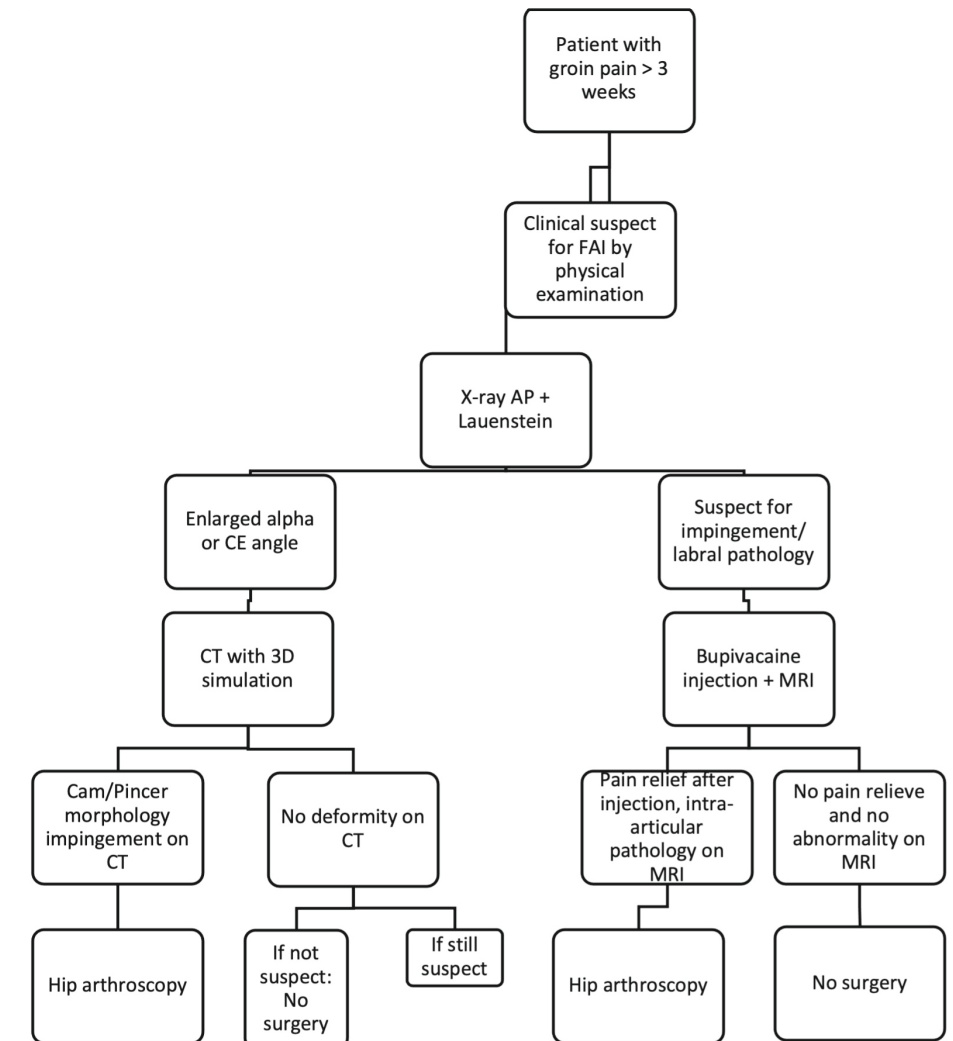 Patient with
groin pain > 3
weeks
Clinical suspect
for FAI by
physical
examination
X-ray AP +
Lauenstein
Enlarged alpha
or CE angle
Suspect for
impingement/
labral pathology
CT with 3D
simulation
Bupivacaine
injection + MRI
Cam/Pincer
morphology
impingement on
CT
No deformity on
CT
Pain relief after
injection, intra-
articular
pathology on
MRI
No pain relieve
and no
abnormality on
MRI
Hip arthroscopy
If not
suspect:
No
surgery
If still
suspect
Hip arthroscopy
No surgery